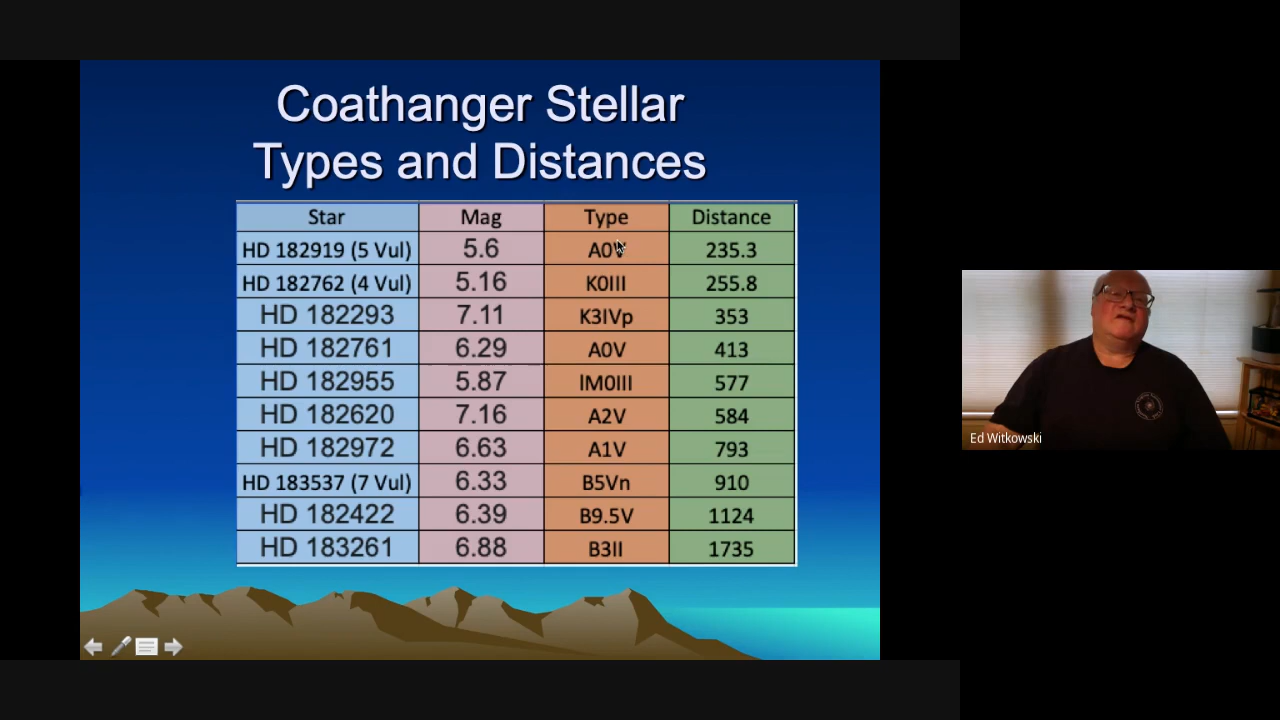 Coathanger Stellar
Types and Distances
Star Mag Type Distance
HD 182919 (5 Vul) 5.6 A0V 235.3
HD 182762 (4 Vul) 5.16 K0III 255.8
HD 182293 7.11 K3IVp 353
HD 182761 6.29 A0V 413
HD 182955 5.87 lM0III 577
HD 182620 7.16 A2V 584
HD 182972 6.63 A1V 793
HD 183537 (7 Vul) 6.33 B5Vn 910
HD 182422 6.39 B9.5V 1124
HD 183261 6.88 B3II 1735
Ed Witkowski